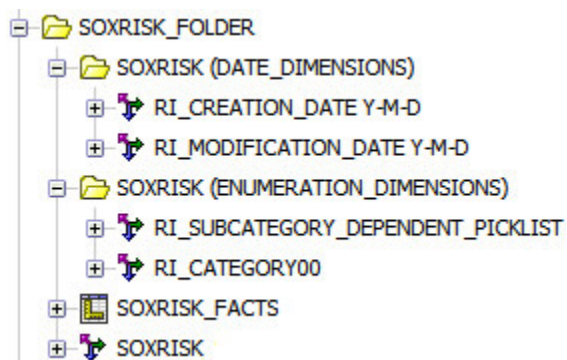 SOXRISK_FOLDER
SOXRISK (DATE_DIMENSIONS)
RI_CREATION_DATE Y-M-D
RI_MODIFICATION_DATE Y-M-D
SOXRISK (ENUMERATION_DIMENSIONS)
RI_SUBCATEGORY_DEPENDENT_PICKLIST
RI_CATEGORY00
SOXRISK_FACTS
SOXRISK